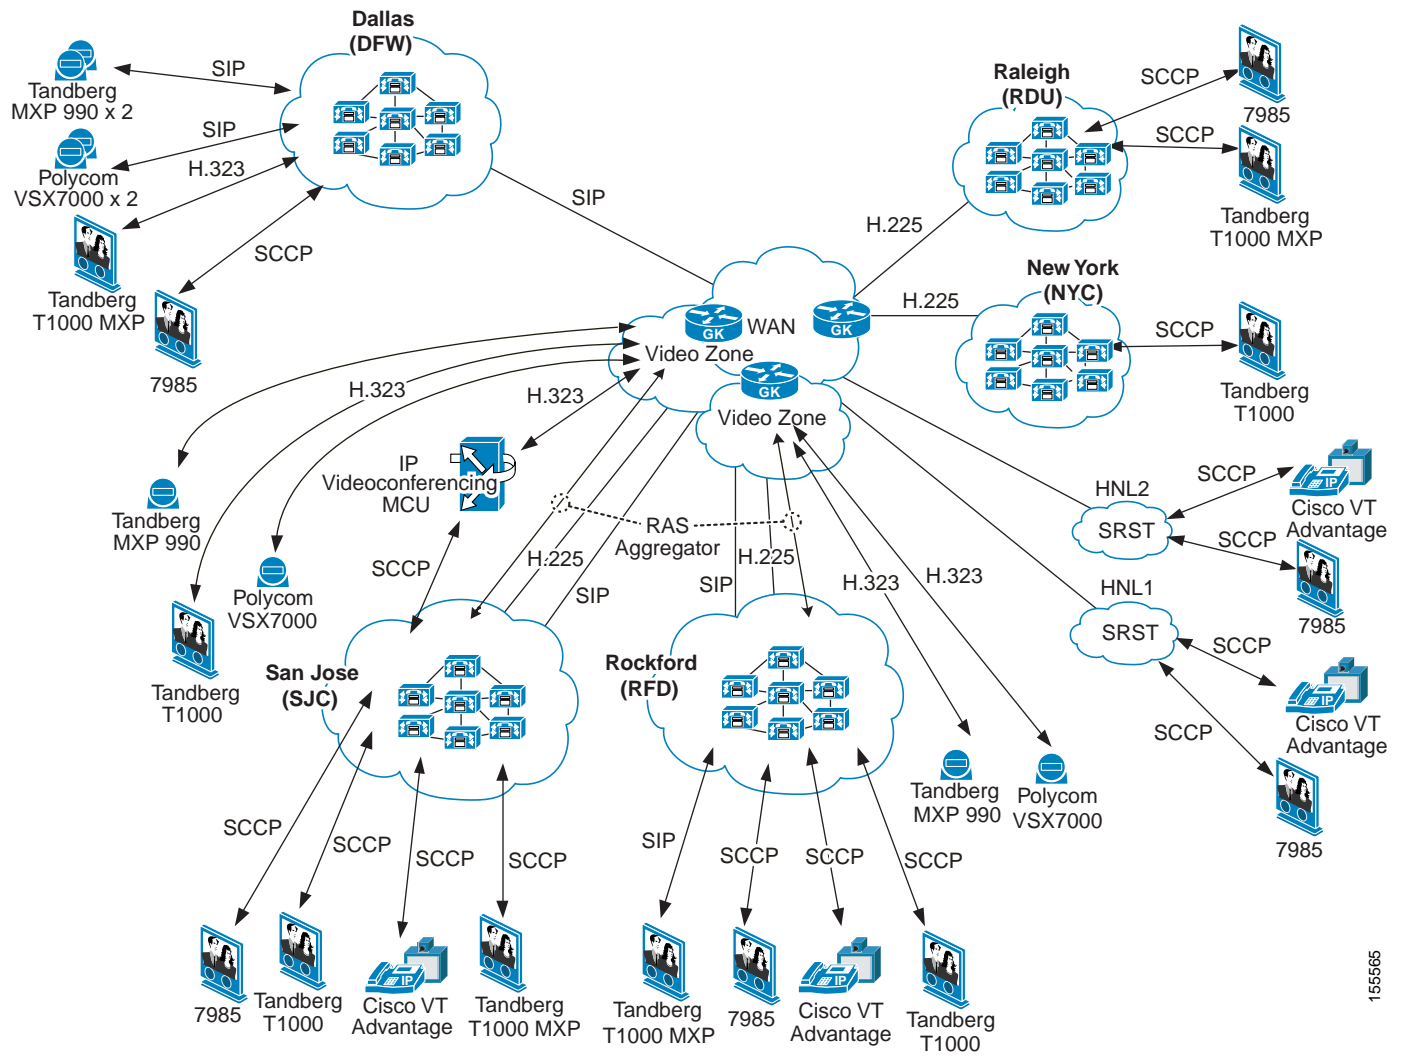 Dallas
(DFW)
SIP
Tandberg
MXP 990 x 2
SIP
Polycom
VSX7000 x 2
H.323
SCCP
Tandberg
T1000 MXP
7985
SIP
Raleigh
(RDU)
SCCP
7985
SCCP
Tandberg
T1000 MXP
H.225
New York
(NYC)
H.225
SCCP
Tandberg
T1000
GK
WAN
GK
Video Zone
GK
Video Zone
H.323
H.323
IP
Videoconferencing
MCU
Tandberg
MXP 990
Polycom
VSX7000
Tandberg
T1000
SCCP
RAS
Aggregator
H.225
SIP
H.225
SIP
H.323
H.323
HNL2
SRST
SCCP
IP
Cisco VT
Advantage
SCCP
7985
HNL1
SRST
SCCP
IP
Cisco VT
Advantage
SCCP
7985
San Jose
(SJC)
Rockford
(RFD)
Tandberg
MXP 990
Polycom
VSX7000
SCCP
SCCP
SCCP
SCCP
SIP
SCCP
SCCP
SCCP
7985
Tandberg
T1000
IP
Cisco VT
Advantage
Tandberg
T1000 MXP
Tandberg
T1000 MXP
7985
IP
Cisco VT
Advantage
Tandberg
T1000
155565